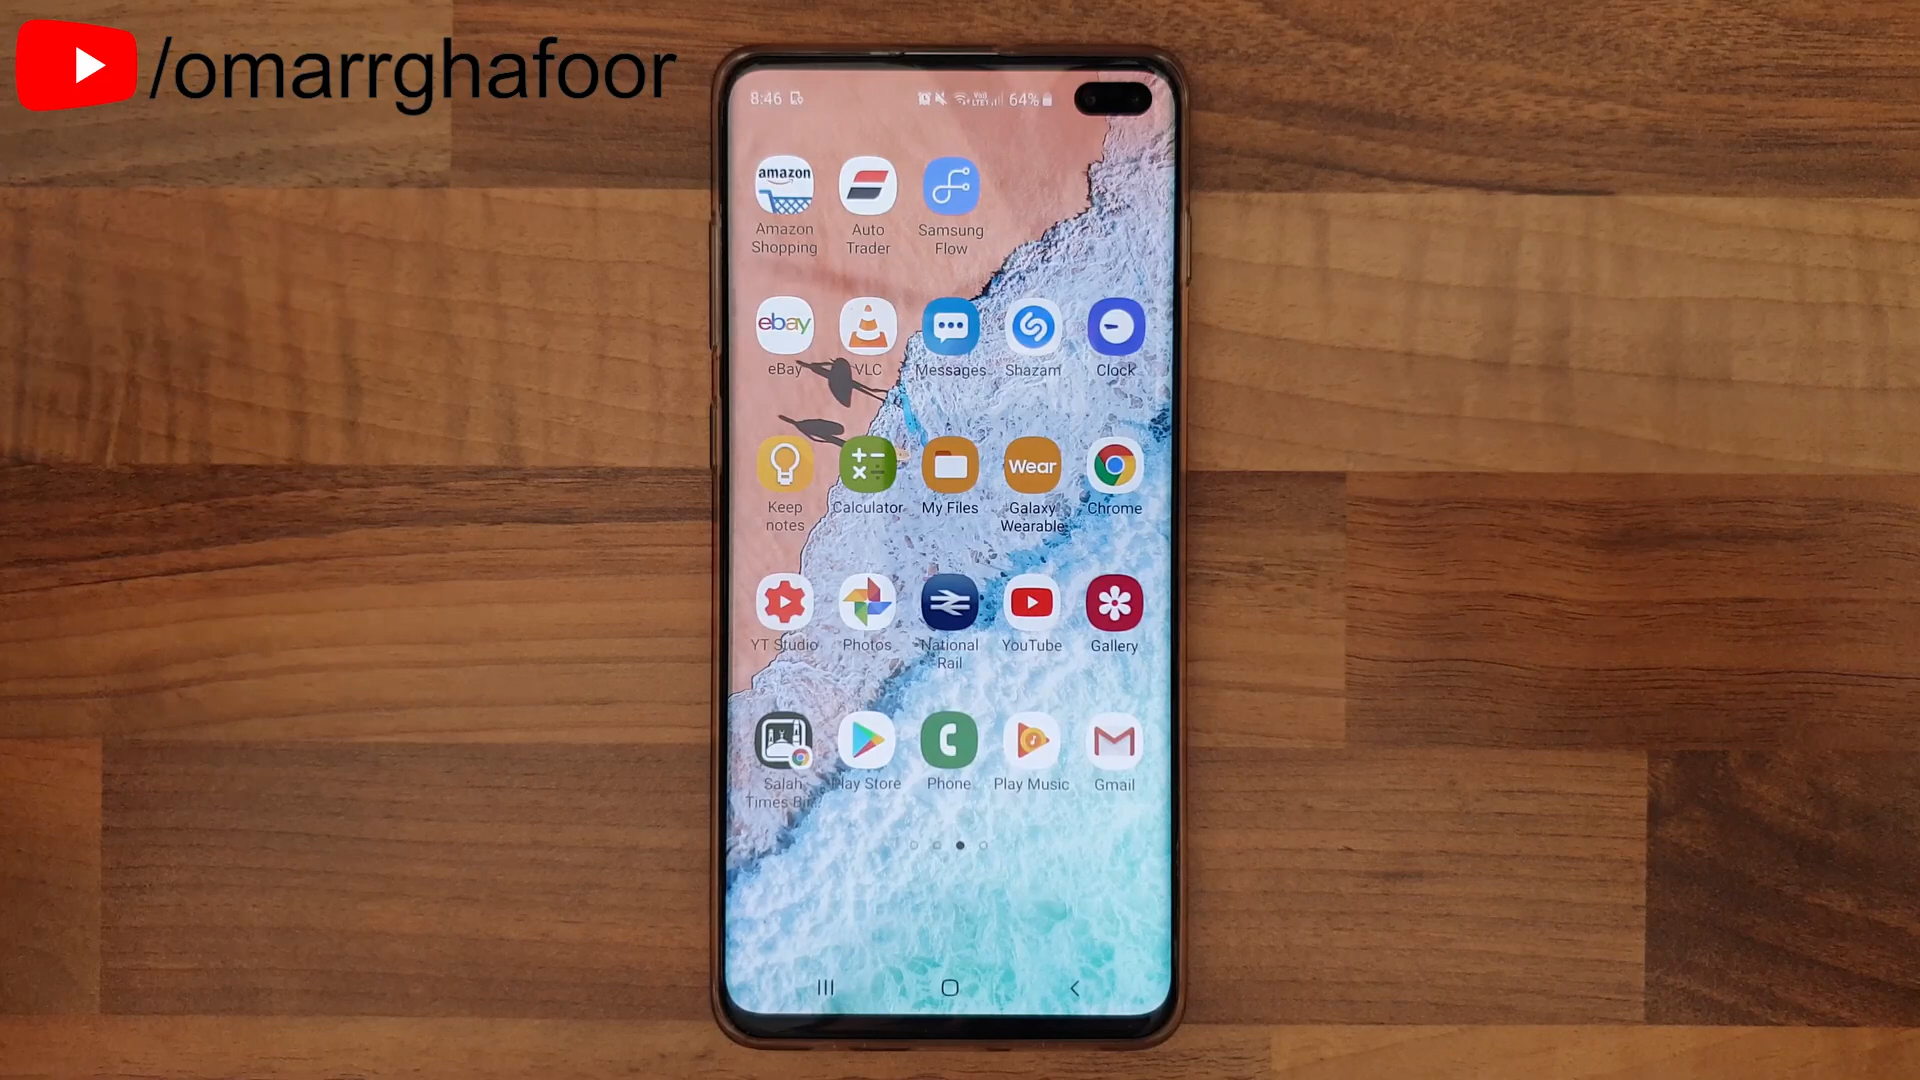 /omarrghafoor
8:46
64%
amazon
Amazon
Shopping
Auto
Trader
Samsung
Flow
ebay
eBay
VLC
Messages
Shazam
Clock
Wear
Keep
notes
Calculator
My Files
Galaxy
Wearable
Chrome
YT Studio
Photos
National
Rail
YouTube
Gallery
Salah
Times
Play Store
Phone
Play Music
Gmail